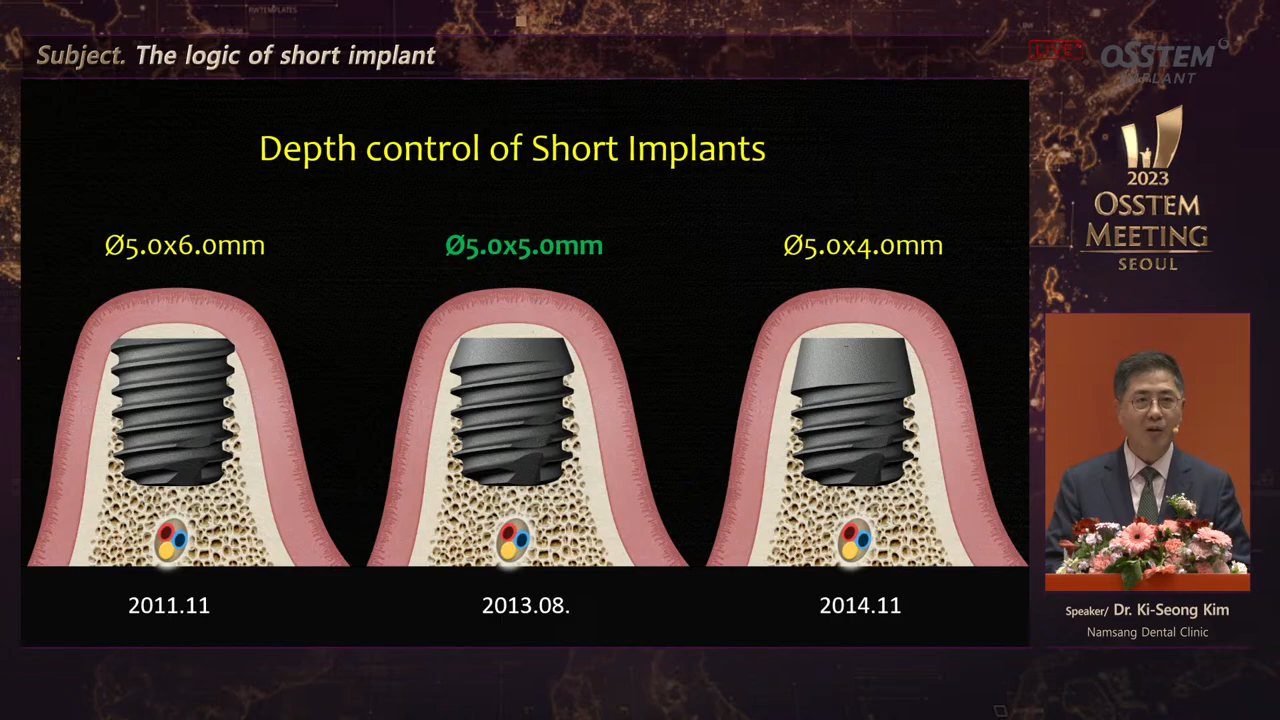 Subject. The logic of short implant
LIVE
OSSTEM
IMPLANT
Depth control of Short Implants
Ø5.0x6.0mm
Ø5.0x5.0mm
Ø5.0x4.0mm
2011.11
2013.08.
2014.11
2023
OSSTEM
MEETING
SEOUL
Speaker/ Dr. Ki-Seong Kim
Namsang Dental Clinic